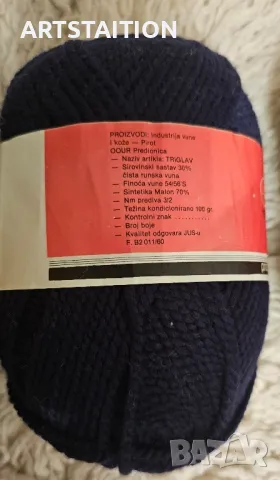 ARTSTAITION
PROIZVODI: Industrija vune
i kože — Pirot
OOUR Predionica
— Naziv artikla: TRIGLAV
— Sirovinski sastav 30%
čista runska vuna
— Finoća vune 54/56 S
— Sintetika Malon 70%
— Nm prediva 3/2
— Težina kondicionirano 100 gr.
— Kontrolni znak ............
— Broj boje
— Kvalitet odgovara JUS-u
F. B2 011/60
BAZAR
bg